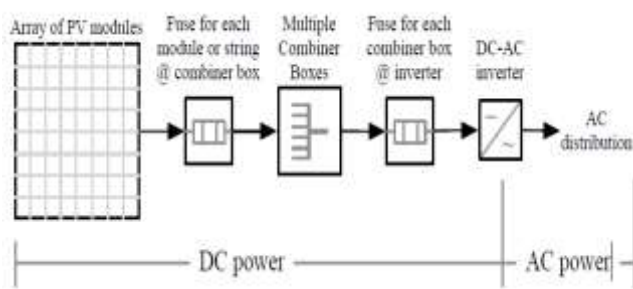 Array of PV modules
Fuse for each
module or string
@ combiner box
Multiple
Combiner
Boxes
Fuse for each
combiner box
@ inverter
DC-AC
inverter
AC
distribution
DC power
AC power